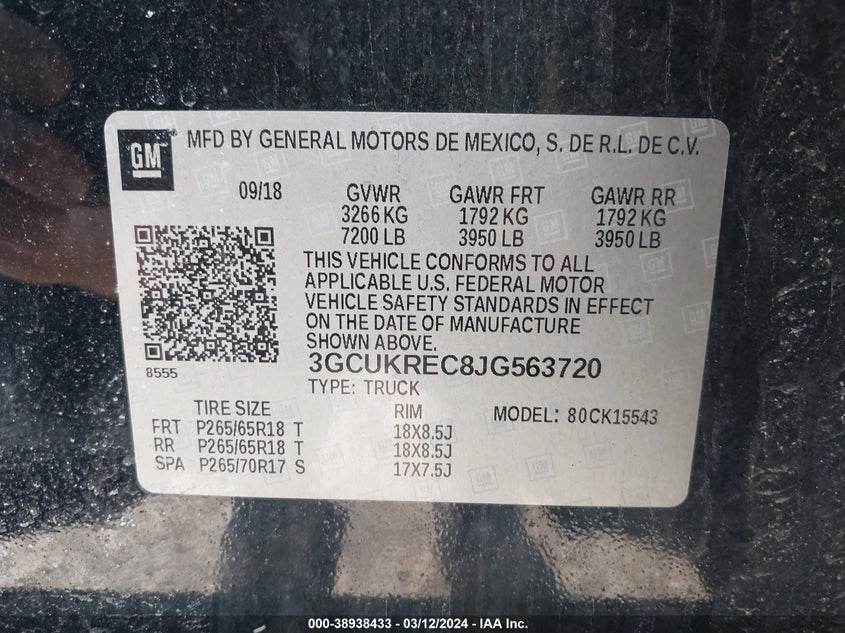 GM MFD BY GENERAL MOTORS DE MEXICO, S. DE R.L. DE C.V.
09/18 GVWR GAWR FRT GAWR RR
3266 KG 1792 KG 1792 KG
7200 LB 3950 LB 3950 LB
THIS VEHICLE CONFORMS TO ALL
APPLICABLE U.S. FEDERAL MOTOR
VEHICLE SAFETY STANDARDS IN EFFECT
ON THE DATE OF MANUFACTURE
SHOWN ABOVE.
8555
3GCUKREC8JG563720
TYPE: TRUCK
TIRE SIZE RIM MODEL: 80CK15543
FRT P265/65R18 T 18X8.5J
RR P265/65R18 T 18X8.5J
SPA P265/70R17 S 17X7.5J
000-38938433 - 03/12/2024 - IAA Inc.